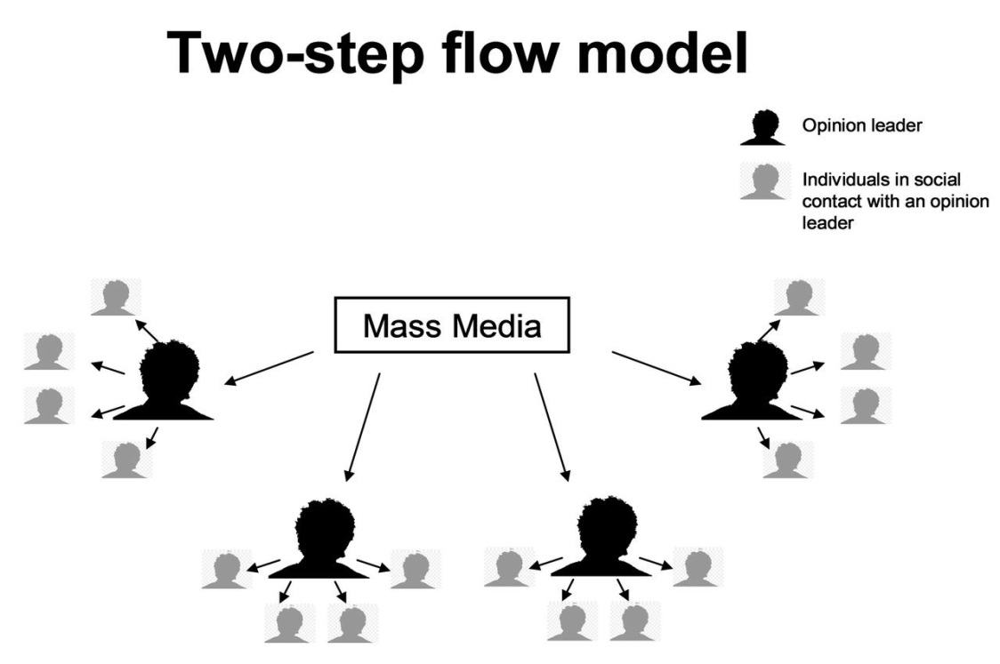 Two-step flow model
Opinion leader
Individuals in social
contact with an opinion
leader
Mass Media